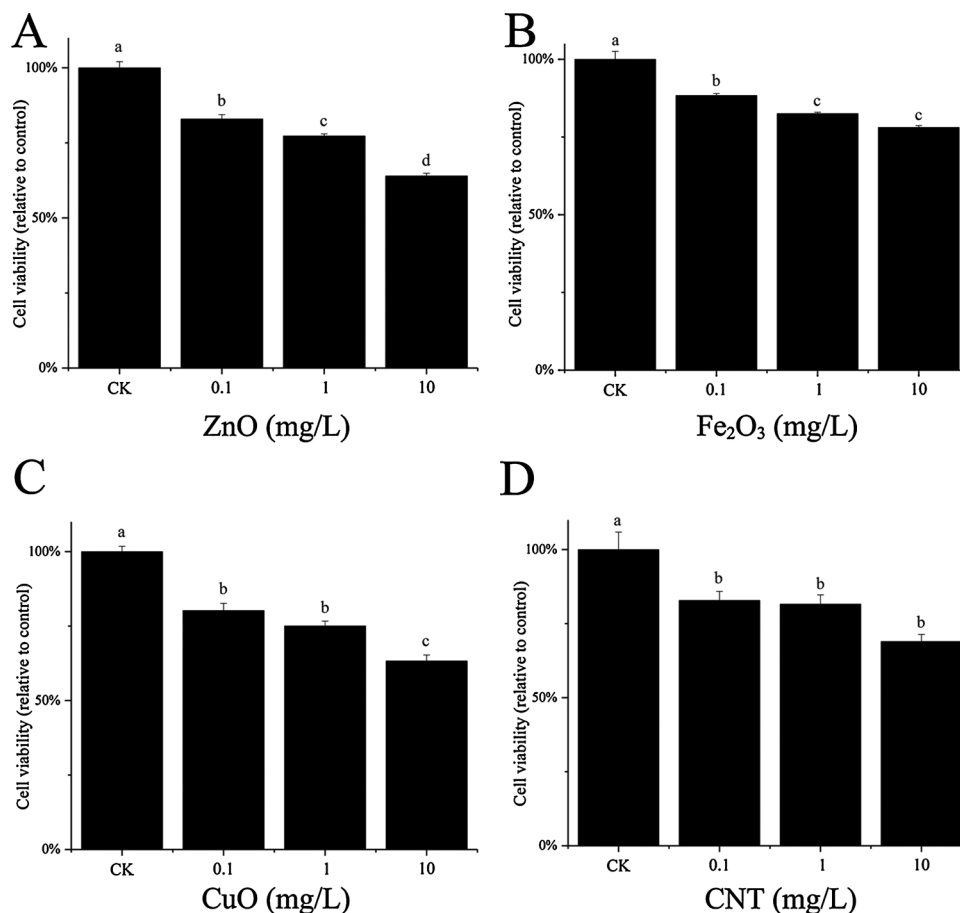 A
Cell viability (relative to control)
100%
50%
0%
a
b
c
d
CK
0.1
1
10
ZnO (mg/L)
B
Cell viability (relative to control)
100%
50%
0%
a
b
c
c
CK
0.1
1
10
Fe₂O₃ (mg/L)
C
Cell viability (relative to control)
100%
50%
0%
a
b
b
c
CK
0.1
1
10
CuO (mg/L)
D
Cell viability (relative to control)
100%
50%
0%
a
b
b
b
CK
0.1
1
10
CNT (mg/L)